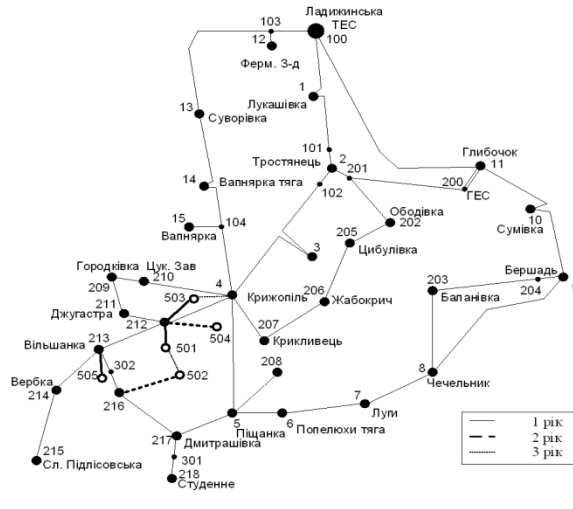 Ладижинська
ТЕС
100
103
12
Ферм. З-д
1
Лукашівка
13
Суворівка
101
Тростянець
2
201
102
Глибочок
11
200
ГЕС
14
Вапнярка тяга
15
Вапнярка
104
Ободівка
202
205
Цибулівка
10
Сумівка
3
Городківка
Цук. Зав
210
209
4
503
Крижопіль
206
Жабокрич
203
Баланівка
Бершадь
204
9
211
Джугастра
212
504
207
Крикливець
Вільшанка
213
501
302
208
505
502
Вербка
214
216
8
Чечельник
7
Луги
5
Піщанка
6
Попелюхи тяга
217
Дмитрашівка
215
Сл. Підлісовська
301
218
Студенне
1 рік
2 рік
3 рік